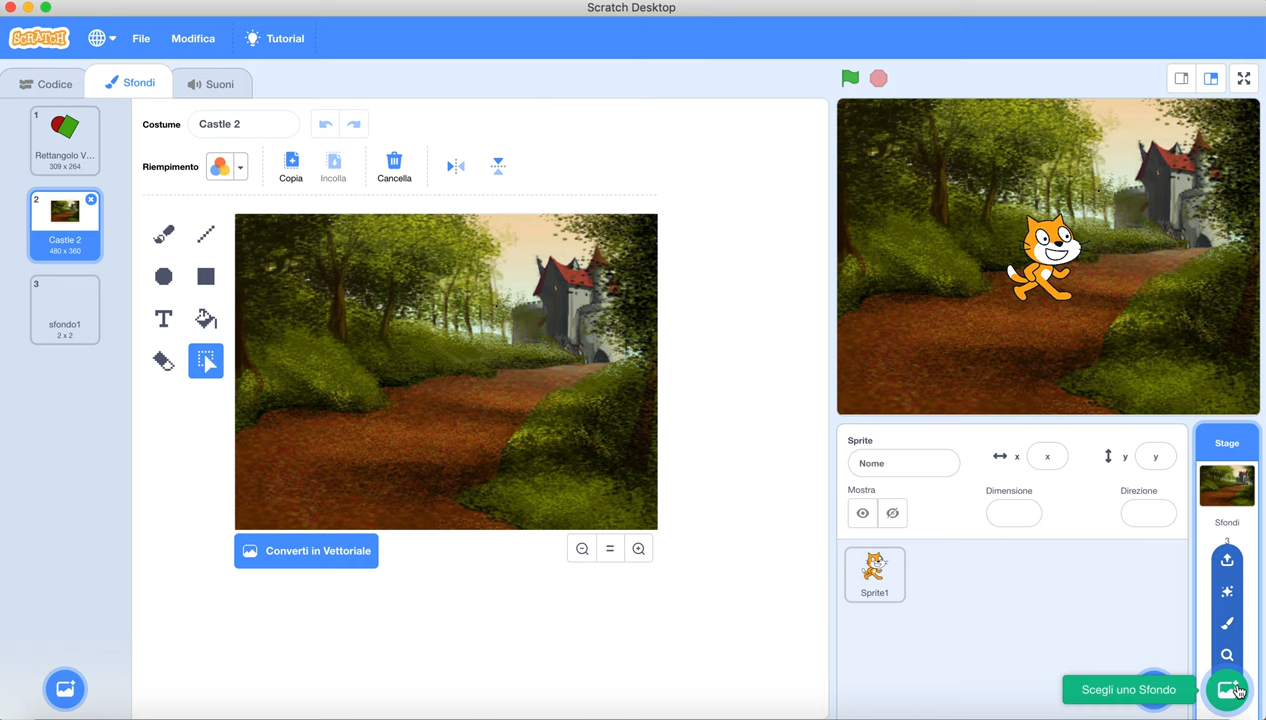 Scratch Desktop
SCRATCH
File
Modifica
Tutorial
Codice
Sfondi
Suoni
1
Rettangolo V...
309 x 264
2
Castle 2
480 x 360
3
sfondo1
2 x 2
Costume
Castle 2
Riempimento
Copia
Incolla
Cancella
T
Converti in Vettoriale
Sprite
Nome
x
x
y
y
Mostra
Dimensione
Direzione
Sprite1
Stage
Sfondi
3
Scegli uno Sfondo